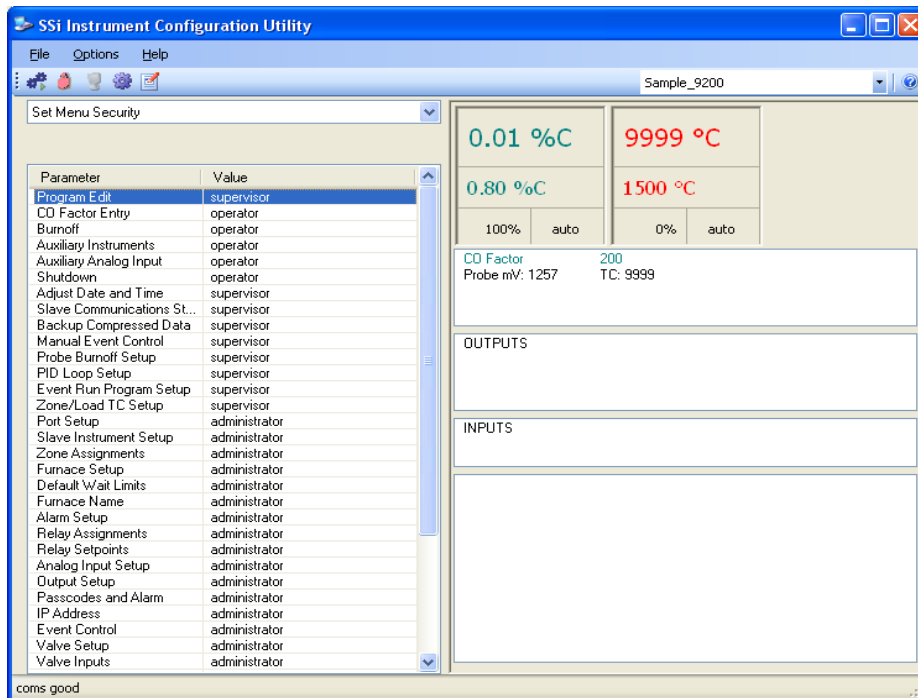 SSi Instrument Configuration Utility
File Options Help
Sample_9200
Set Menu Security
Parameter Value
Program Edit supervisor
CO Factor Entry operator
Burnoff operator
Auxiliary Instruments operator
Auxiliary Analog Input operator
Shutdown operator
Adjust Date and Time supervisor
Slave Communications St... supervisor
Backup Compressed Data supervisor
Manual Event Control supervisor
Probe Burnoff Setup supervisor
PID Loop Setup supervisor
Event Run Program Setup supervisor
Zone/Load TC Setup supervisor
Port Setup administrator
Slave Instrument Setup administrator
Zone Assignments administrator
Furnace Setup administrator
Default Wait Limits administrator
Furnace Name administrator
Alarm Setup administrator
Relay Assignments administrator
Relay Setpoints administrator
Analog Input Setup administrator
Output Setup administrator
Passcodes and Alarm administrator
IP Address administrator
Event Control administrator
Valve Setup administrator
Valve Inputs administrator
0.01 %C 9999 °C
0.80 %C 1500 °C
100% auto 0% auto
CO Factor 200
Probe mV: 1257 TC: 9999
OUTPUTS
INPUTS
coms good